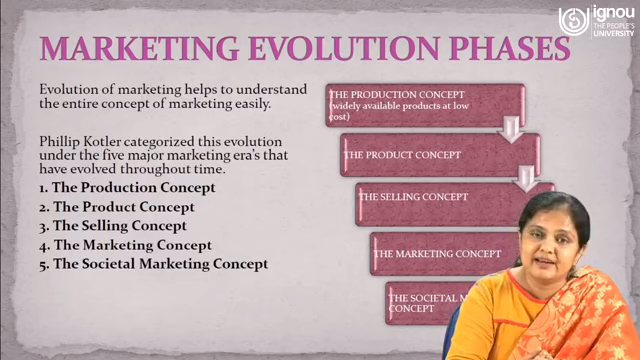 ignou
THE PEOPLE'S
UNIVERSITY
MARKETING EVOLUTION PHASES
Evolution of marketing helps to understand
the entire concept of marketing easily.
Phillip Kotler categorized this evolution
under the five major marketing era's that
have evolved throughout time.
1. The Production Concept
2. The Product Concept
3. The Selling Concept
4. The Marketing Concept
5. The Societal Marketing Concept
THE PRODUCTION CONCEPT
(widely available products at low
cost)
THE PRODUCT CONCEPT
THE SELLING CONCEPT
THE MARKETING CONCEPT
THE SOCIETAL
CONCEPT